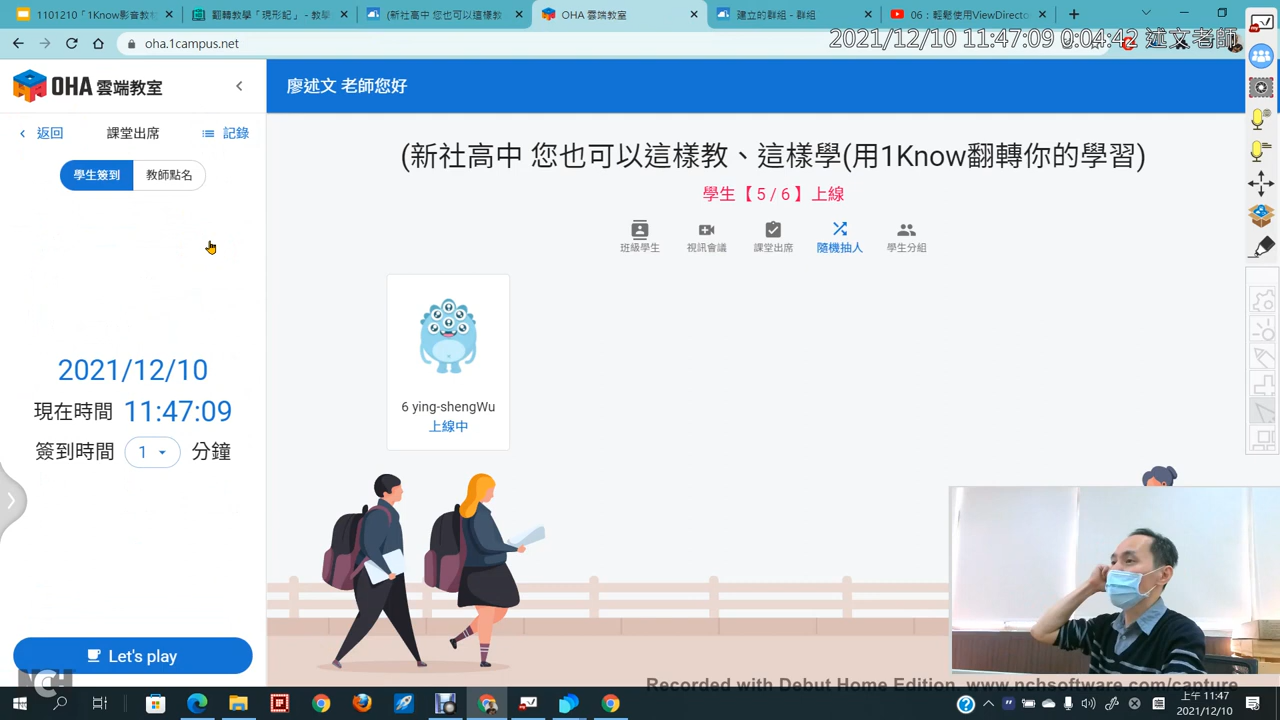 1101210「1Know影音教材
翻轉教學「現形記」- 教學
(新社高中 您也可以這樣教
OHA 雲端教室
建立的群組 - 群組
06：輕鬆使用ViewDirecto
oha.1campus.net
2021/12/10 11:47:09 0:04:42 述文老師
OHA 雲端教室
廖述文 老師您好
返回
課堂出席
記錄
學生簽到
教師點名
(新社高中 您也可以這樣教、這樣學(用1Know翻轉你的學習)
學生【 5 / 6 】上線
班級學生
視訊會議
課堂出席
隨機抽人
學生分組
6 ying-shengWu
上線中
2021/12/10
現在時間 11:47:09
簽到時間 1 分鐘
Let's play
NCH
Recorded with Debut Home Edition. www.nchsoftware.com/capture
上午 11:47
2021/12/10